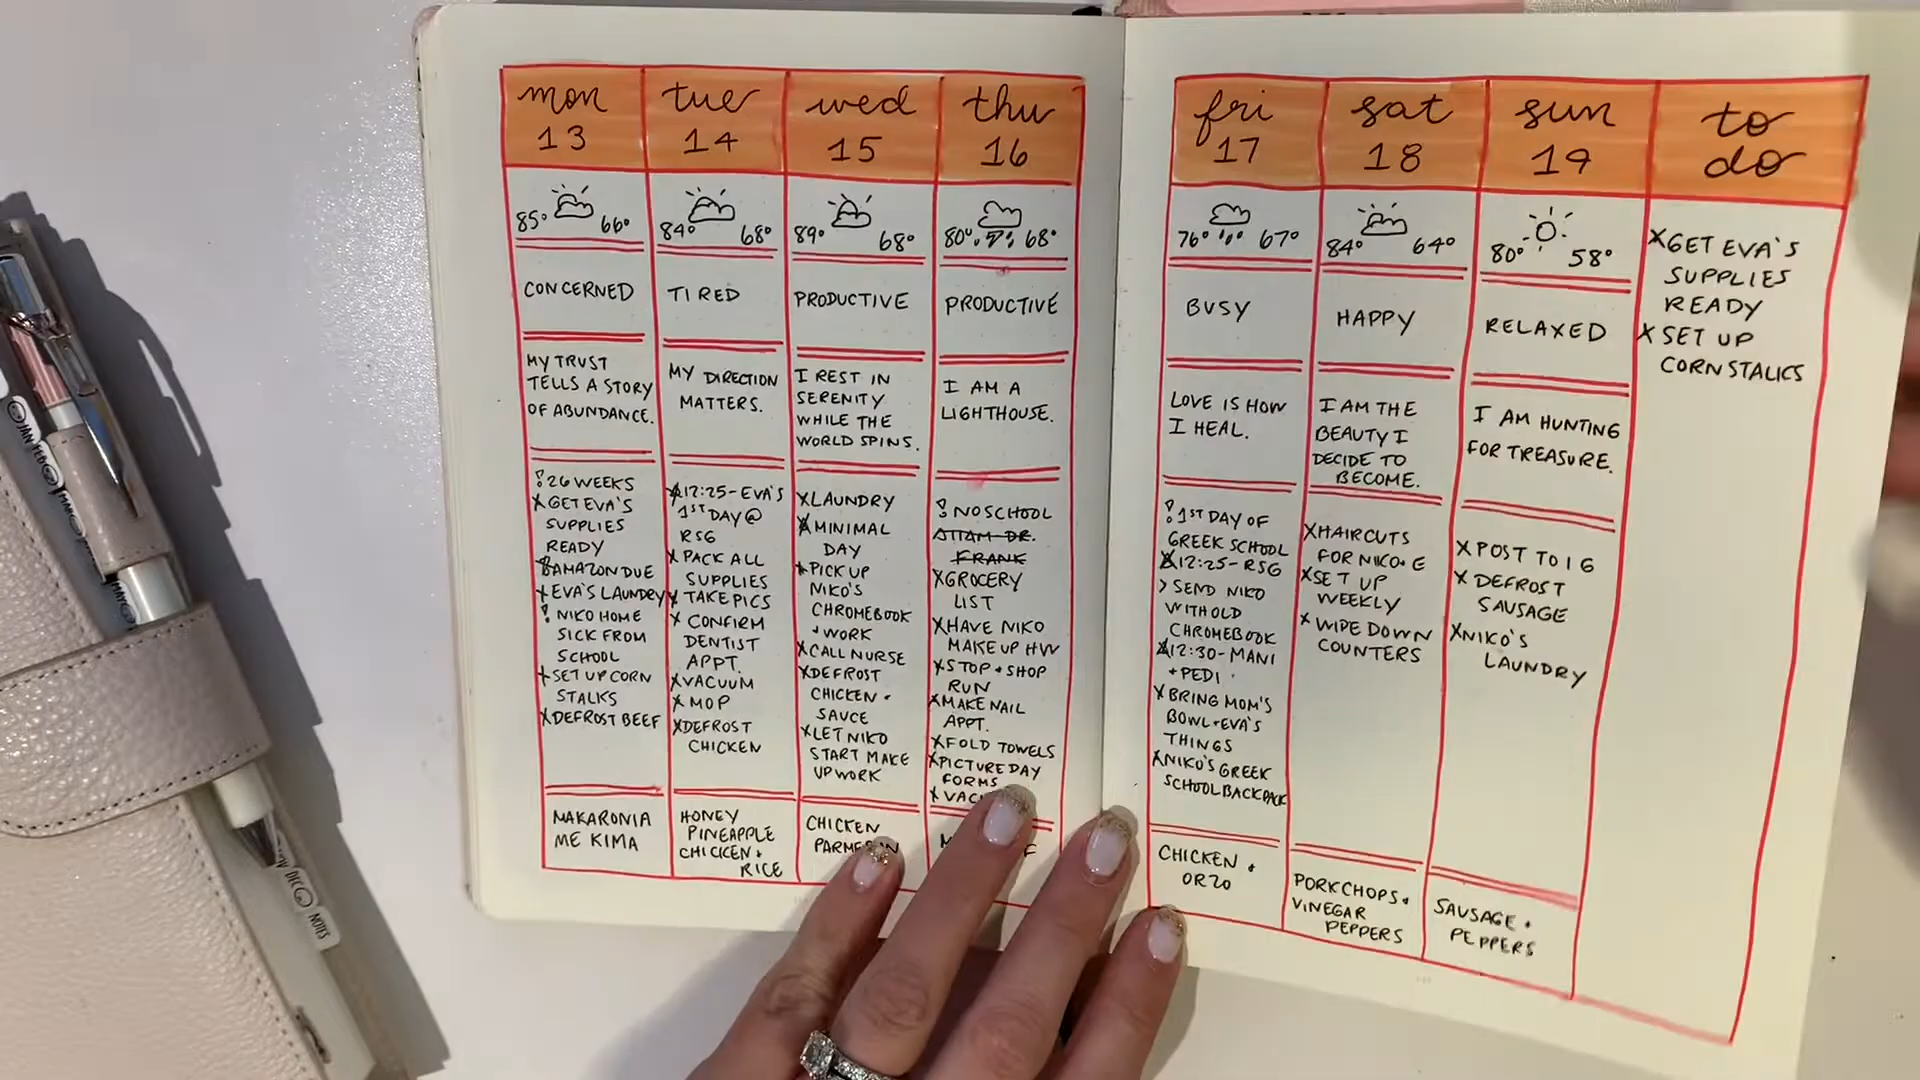 mon
13
85° 66°
CONCERNED
MY TRUST
TELLS A STORY
OF ABUNDANCE.
! 26 WEEKS
X GET EVA'S
SUPPLIES
READY
AMAZON DUE
X EVA'S LAUNDRY
! NIKO HOME
SICK FROM
SCHOOL
X SET UP CORN
STALKS
X DEFROST BEEF
MAKARONIA
ME KIMA
tue
14
84° 68°
TIRED
MY DIRECTION
MATTERS.
12:25-EVA'S
1ST DAY @
RSG
X PACK ALL
SUPPLIES
X TAKE PICS
X CONFIRM
DENTIST
APPT.
X VACUUM
X MOP
X DEFROST
CHICKEN
HONEY
PINEAPPLE
CHICKEN +
RICE
wed
15
89° 68°
PRODUCTIVE
I REST IN
SERENITY
WHILE THE
WORLD SPINS.
X LAUNDRY
X MINIMAL
DAY
X PICK UP
NIKO'S
CHROMEBOOK
+ WORK
X CALL NURSE
X DEFROST
CHICKEN +
SAUCE
X LET NIKO
START MAKE
UP WORK
CHICKEN
thu
16
80° 68°
PRODUCTIVE
I AM A
LIGHTHOUSE.
! NO SCHOOL
ATTAM-DR.
FRANK
X GROCERY
LIST
X HAVE NIKO
MAKE UP HW
X STOP + SHOP
RUN
X MAKE NAIL
APPT.
X FOLD TOWELS
X PICTURE DAY
FORMS
fri
17
76° 67°
BUSY
LOVE IS HOW
I HEAL.
! 1ST DAY OF
GREEK SCHOOL
X 12:25-RSG
> SEND NIKO
WITH OLD
CHROMEBOOK
X 12:30-MANI
+ PEDI
X BRING MOM'S
BOWL + EVA'S
THINGS
X NIKO'S GREEK
SCHOOL BACKPACK
CHICKEN +
ORZO
sat
18
84° 64°
HAPPY
I AM THE
BEAUTY I
DECIDE TO
BECOME.
X HAIRCUTS
FOR NIKO + E
X SET UP
WEEKLY
X WIPE DOWN
COUNTERS
PORKCHOPS +
VINEGAR
PEPPERS
sun
19
80° 58°
RELAXED
I AM HUNTING
FOR TREASURE.
X POST TO IG
X DEFROST
SAUSAGE
X NIKO'S
LAUNDRY
SAUSAGE +
PEPPERS
to
do
X GET EVA'S
SUPPLIES
READY
X SET UP
CORN STALKS
JAN FEB
MAY
DEC NOTES